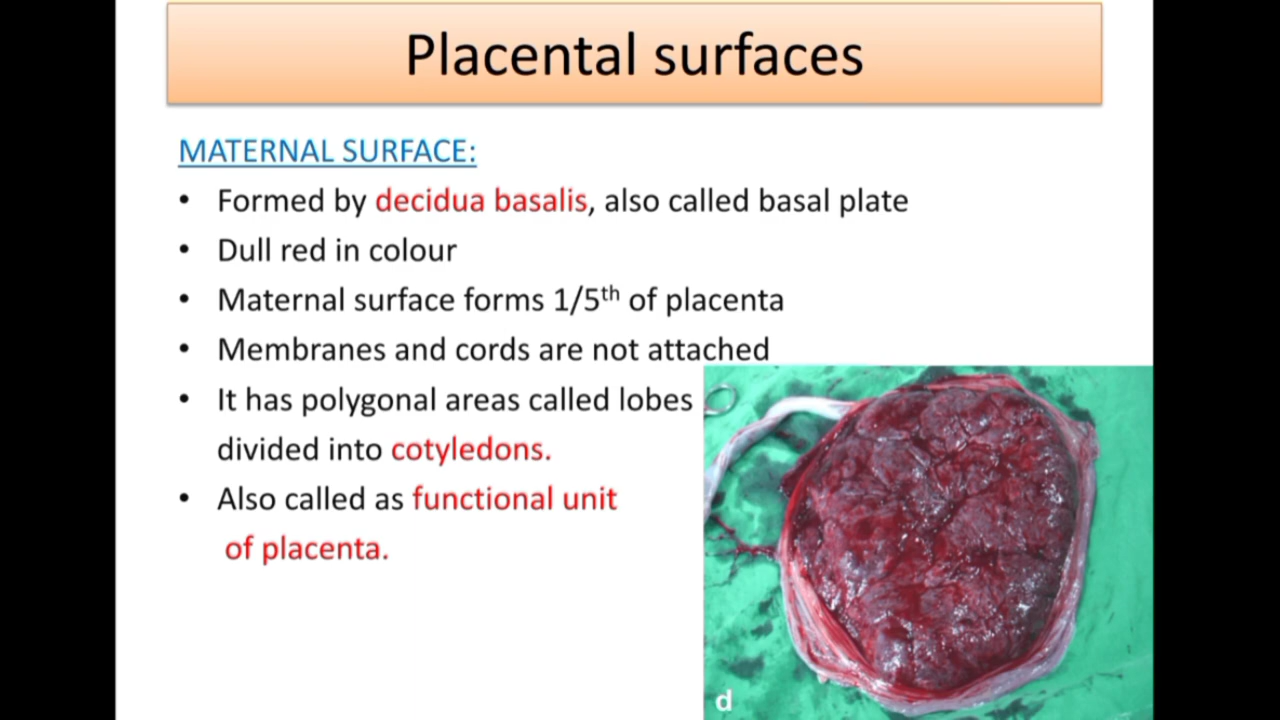 Placental surfaces
MATERNAL SURFACE:
• Formed by decidua basalis, also called basal plate
• Dull red in colour
• Maternal surface forms 1/5th of placenta
• Membranes and cords are not attached
• It has polygonal areas called lobes
divided into cotyledons.
• Also called as functional unit
of placenta.
d